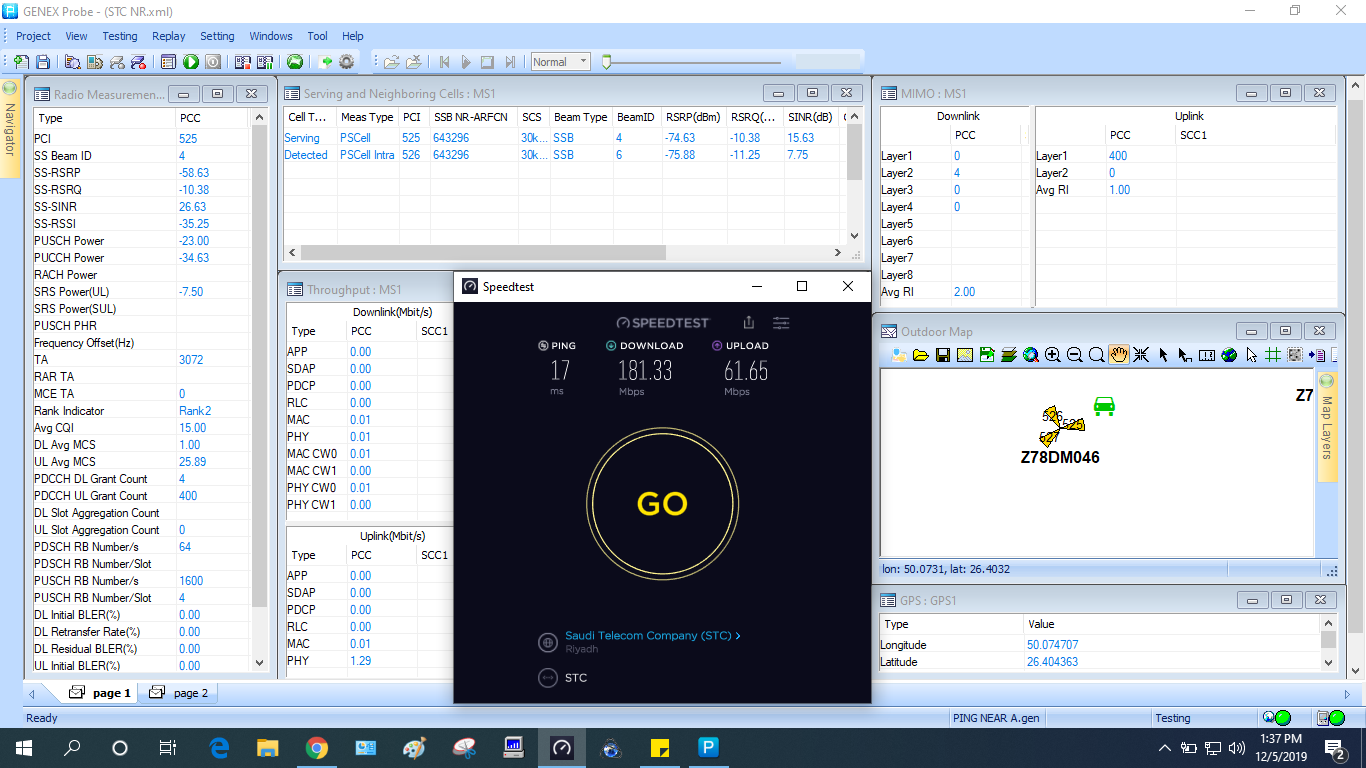 GENEX Probe - (STC NR.xml)
Project View Testing Replay Setting Windows Tool Help
Normal
Navigator
Radio Measuremen...
Type PCC
PCI 525
SS Beam ID 4
SS-RSRP -58.63
SS-RSRQ -10.38
SS-SINR 26.63
SS-RSSI -35.25
PUSCH Power -23.00
PUCCH Power -34.63
RACH Power
SRS Power(UL) -7.50
SRS Power(SUL)
PUSCH PHR
Frequency Offset(Hz)
TA 3072
RAR TA
MCE TA 0
Rank Indicator Rank2
Avg CQI 15.00
DL Avg MCS 1.00
UL Avg MCS 25.89
PDCCH DL Grant Count 4
PDCCH UL Grant Count 400
DL Slot Aggregation Count
UL Slot Aggregation Count 0
PDSCH RB Number/s 64
PDSCH RB Number/Slot
PUSCH RB Number/s 1600
PUSCH RB Number/Slot 4
DL Initial BLER(%) 0.00
DL Retransfer Rate(%) 0.00
DL Residual BLER(%) 0.00
UL Initial BLER(%) 0.00
Serving and Neighboring Cells : MS1
Cell T... Meas Type PCI SSB NR-ARFCN SCS Beam Type BeamID RSRP(dBm) RSRQ(... SINR(dB)
Serving PSCell 525 643296 30k... SSB 4 -74.63 -10.38 15.63
Detected PSCell Intra 526 643296 30k... SSB 6 -75.88 -11.25 7.75
Throughput : MS1
Downlink(Mbit/s)
Type PCC SCC1
APP 0.00
SDAP 0.00
PDCP 0.00
RLC 0.00
MAC 0.01
PHY 0.01
MAC CW0 0.01
MAC CW1 0.00
PHY CW0 0.01
PHY CW1 0.00
Uplink(Mbit/s)
Type PCC SCC1
APP 0.00
SDAP 0.00
PDCP 0.00
RLC 0.00
MAC 0.01
PHY 1.29
Speedtest
SPEEDTEST
PING DOWNLOAD UPLOAD
17 181.33 61.65
ms Mbps Mbps
GO
Saudi Telecom Company (STC)
Riyadh
STC
MIMO : MS1
Downlink Uplink
PCC PCC SCC1
Layer1 0 Layer1 400
Layer2 4 Layer2 0
Layer3 0 Avg RI 1.00
Layer4 0
Layer5
Layer6
Layer7
Layer8
Avg RI 2.00
Outdoor Map
Z7
526
525
527
Z78DM046
Map Layers
lon: 50.0731, lat: 26.4032
GPS : GPS1
Type Value
Longitude 50.074707
Latitude 26.404363
page 1 page 2
Ready PING NEAR A.gen Testing
1:37 PM
12/5/2019
2